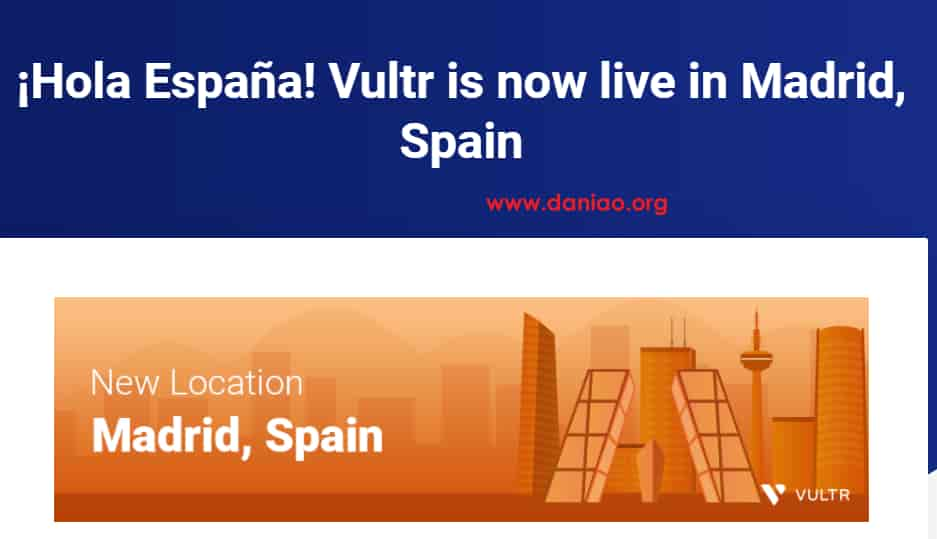 ¡Hola España! Vultr is now live in Madrid,
Spain
www.daniao.org
New Location
Madrid, Spain
VULTR